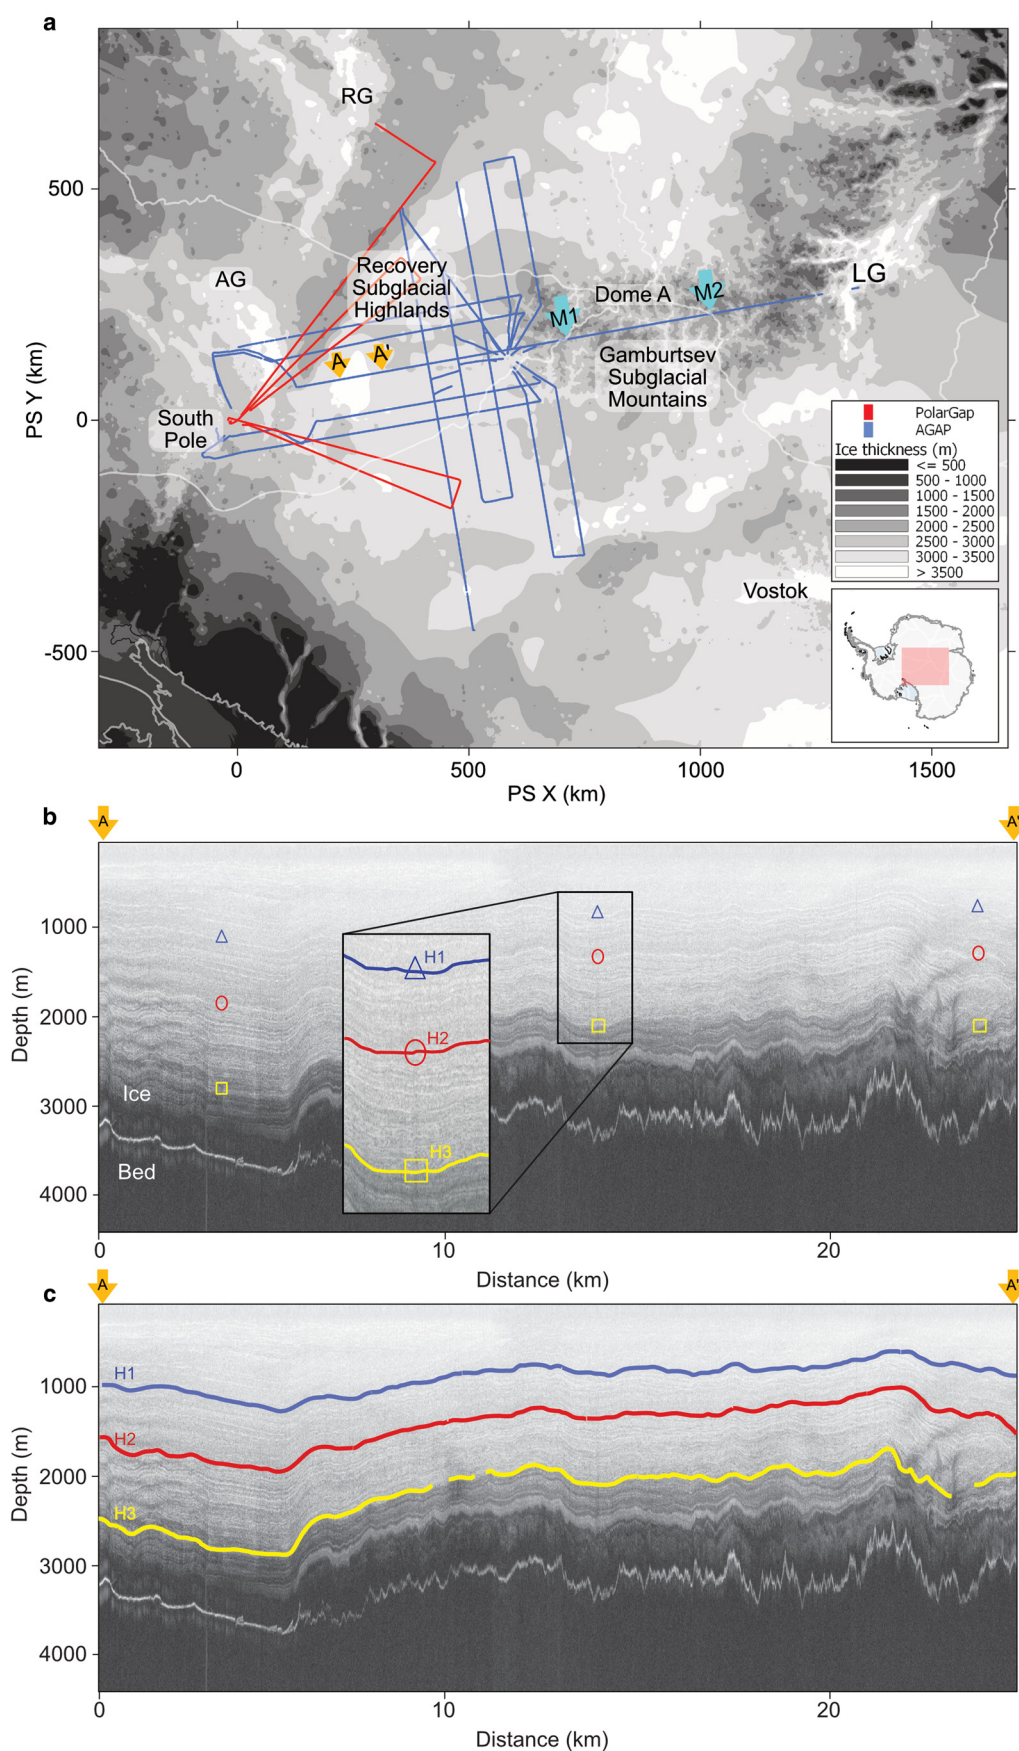 a
RG
500
AG
Recovery
Subglacial
Highlands
LG
M1
Dome A
M2
A
A'
Gamburtsev
Subglacial
Mountains
PS Y (km)
0
South
Pole
PolarGap
AGAP
Ice thickness (m)
<= 500
500 - 1000
1000 - 1500
1500 - 2000
2000 - 2500
2500 - 3000
3000 - 3500
> 3500
Vostok
-500
0
500
1000
1500
PS X (km)
b
A
A'
1000
H1
2000
H2
Depth (m)
Ice
3000
H3
Bed
4000
0
10
20
Distance (km)
c
A
A'
H1
1000
H2
2000
Depth (m)
H3
3000
4000
0
10
20
Distance (km)